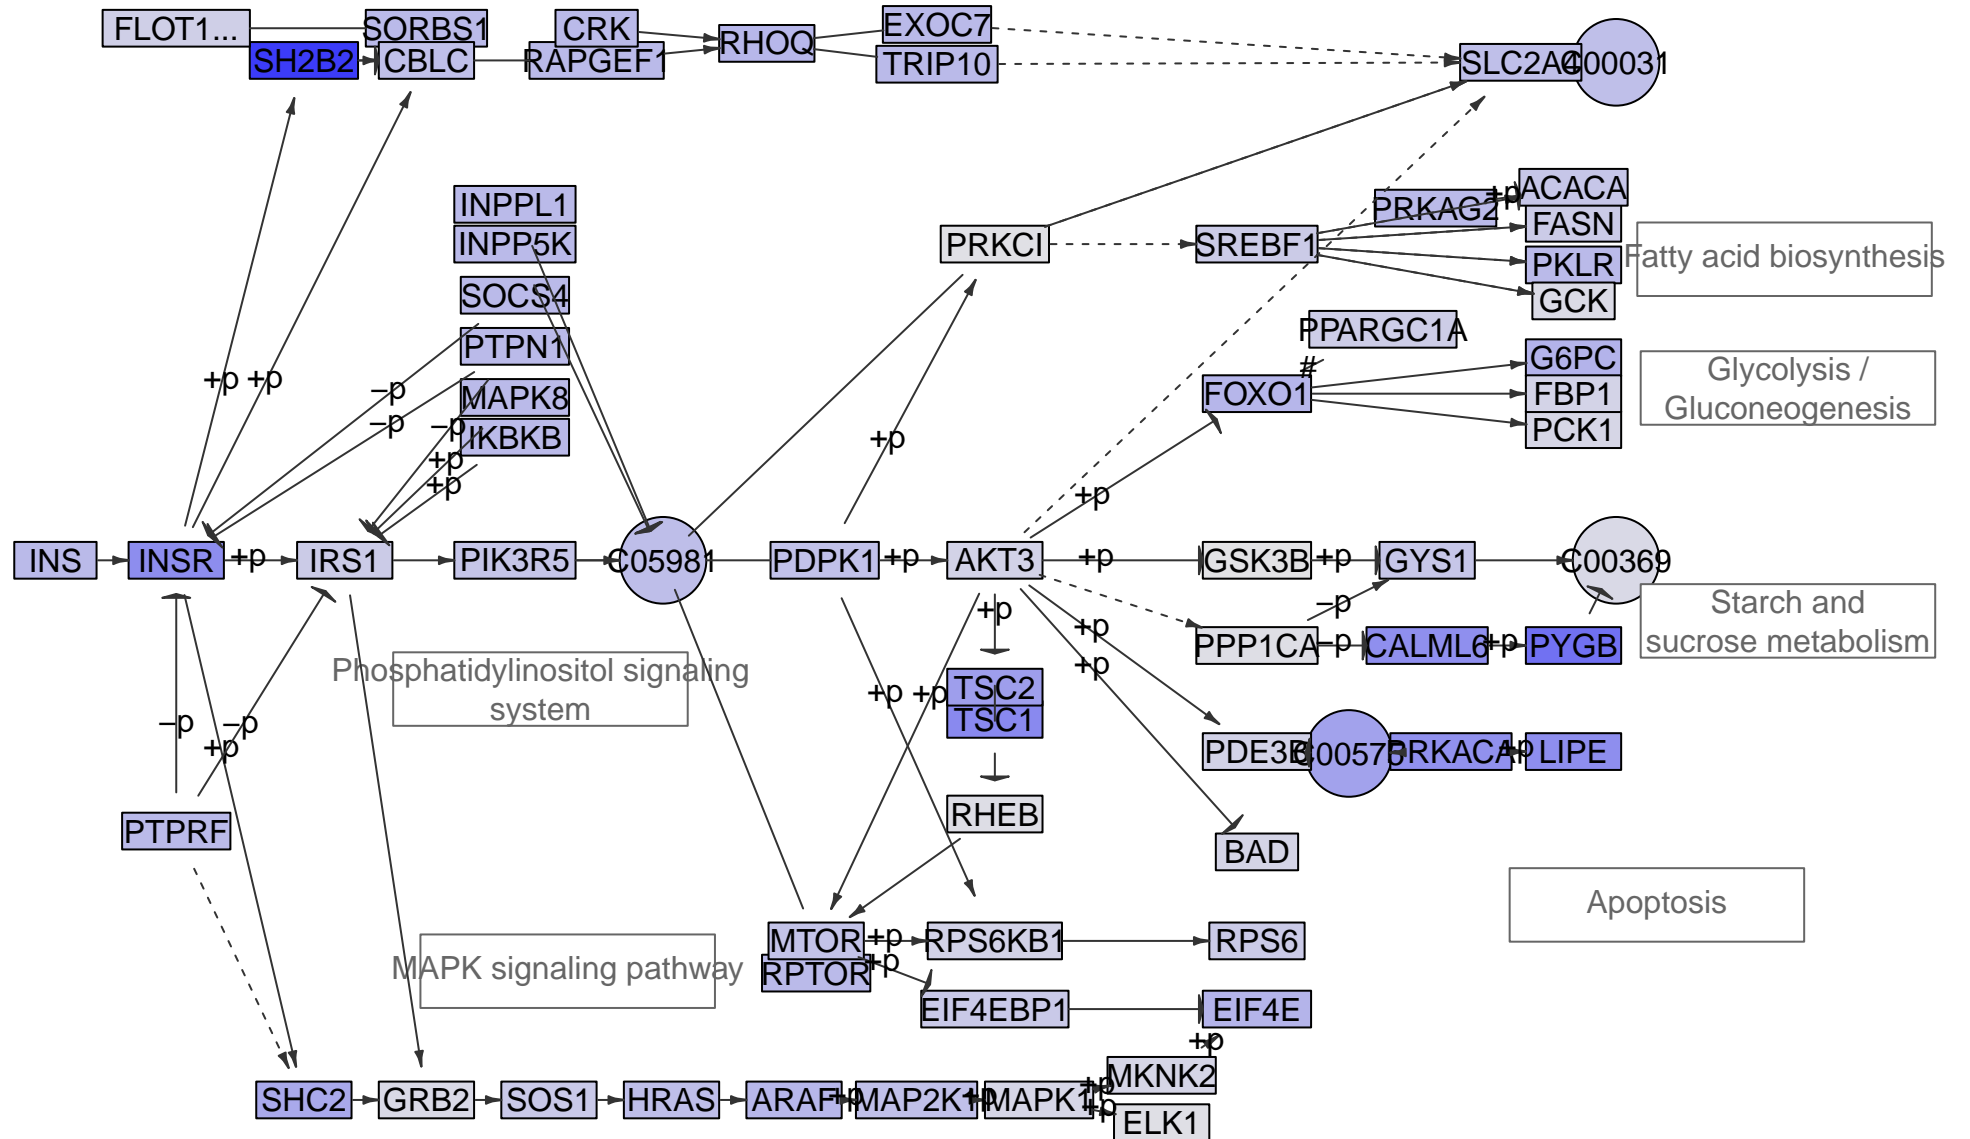 FLOT1...
SORBS1
CRK
EXOC7
SH2B2
CBLC
RAPGEF1
RHOQ
TRIP10
SLC2A4
C00031
INPPL1
INPP5K
SOCS4
PTPN1
MAPK8
IKBKB
PRKCI
SREBF1
PRKAG2
+p
ACACA
FASN
PKLR
GCK
Fatty acid biosynthesis
PPARGC1A
#
FOXO1
G6PC
FBP1
PCK1
Glycolysis /
Gluconeogenesis
+p
+p
−p
−p
−p
+p
+p
+p
+p
INS
INSR
+p
IRS1
PIK3R5
C05981
PDPK1
+p
AKT3
+p
GSK3B
+p
GYS1
C00369
−p
+p
+p
PPP1CA
−p
CALML6
+p
PYGB
Starch and
sucrose metabolism
Phosphatidylinositol signaling
system
+p
+p
+p
TSC2
TSC1
−p
−p
+p
PDE3B
C00575
PRKACA
+p
LIPE
PTPRF
RHEB
BAD
Apoptosis
MTOR
RPTOR
+p
+p
RPS6KB1
RPS6
MAPK signaling pathway
EIF4EBP1
EIF4E
+p
SHC2
GRB2
SOS1
HRAS
ARAF
+p
MAP2K1
+p
MAPK1
+p
+p
MKNK2
ELK1